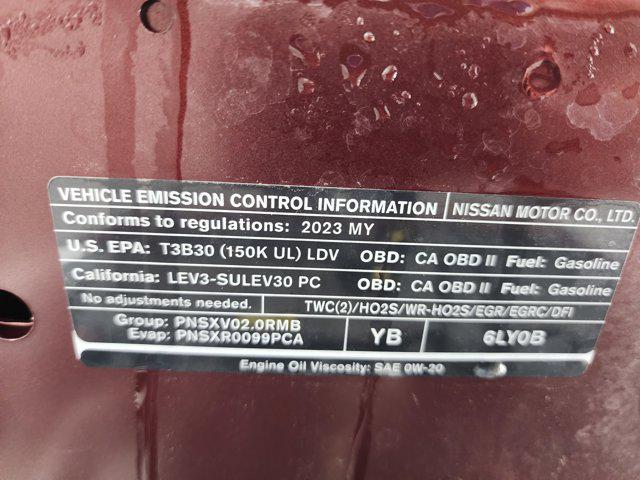 VEHICLE EMISSION CONTROL INFORMATION NISSAN MOTOR CO., LTD.
Conforms to regulations: 2023 MY
U.S. EPA: T3B30 (150K UL) LDV OBD: CA OBD II Fuel: Gasoline
California: LEV3-SULEV30 PC OBD: CA OBD II Fuel: Gasoline
No adjustments needed. TWC(2)/HO2S/WR-HO2S/EGR/EGRC/DFI
Group: PNSXV02.0RMB YB 6LY0B
Evap: PNSXR0099PCA
Engine Oil Viscosity: SAE 0W-20